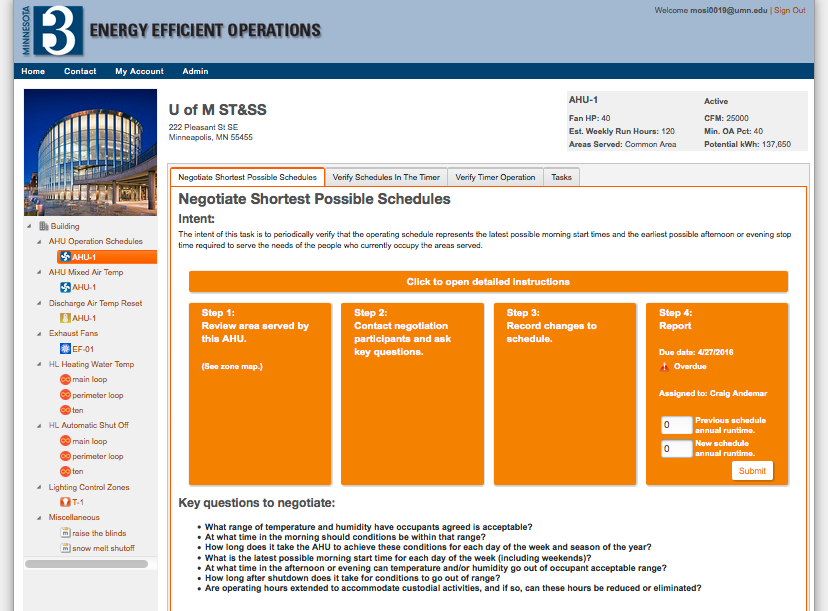 Welcome mosi0019@umn.edu | Sign Out
MINNESOTA
B3
ENERGY EFFICIENT OPERATIONS
Home Contact My Account Admin
U of M ST&SS
222 Pleasant St SE
Minneapolis, MN 55455
AHU-1 Active
Fan HP: 40 CFM: 25000
Est. Weekly Run Hours: 120 Min. OA Pct: 40
Areas Served: Common Area Potential kWh: 137,650
Building
AHU Operation Schedules
AHU-1
AHU Mixed Air Temp
AHU-1
Discharge Air Temp Reset
AHU-1
Exhaust Fans
EF-01
HL Heating Water Temp
main loop
perimeter loop
ten
HL Automatic Shut Off
main loop
perimeter loop
ten
Lighting Control Zones
T-1
Miscellaneous
m raise the blinds
m snow melt shutoff
Negotiate Shortest Possible Schedules Verify Schedules In The Timer Verify Timer Operation Tasks
Negotiate Shortest Possible Schedules
Intent:
The intent of this task is to periodically verify that the operating schedule represents the latest possible morning start times and the earliest possible afternoon or evening stop
time required to serve the needs of the people who currently occupy the areas served.
Click to open detailed instructions
Step 1:
Review area served by
this AHU.
(See zone map.)
Step 2:
Contact negotiation
participants and ask
key questions.
Step 3:
Record changes to
schedule.
Step 4:
Report
Due date: 4/27/2016
Overdue
Assigned to: Craig Andemar
0 Previous schedule
annual runtime.
0 New schedule
annual runtime.
Submit
Key questions to negotiate:
• What range of temperature and humidity have occupants agreed is acceptable?
• At what time in the morning should conditions be within that range?
• How long does it take the AHU to achieve these conditions for each day of the week and season of the year?
• What is the latest possible morning start time for each day of the week (including weekends)?
• At what time in the afternoon or evening can temperature and/or humidity go out of occupant acceptable range?
• How long after shutdown does it take for conditions to go out of range?
• Are operating hours extended to accommodate custodial activities, and if so, can these hours be reduced or eliminated?